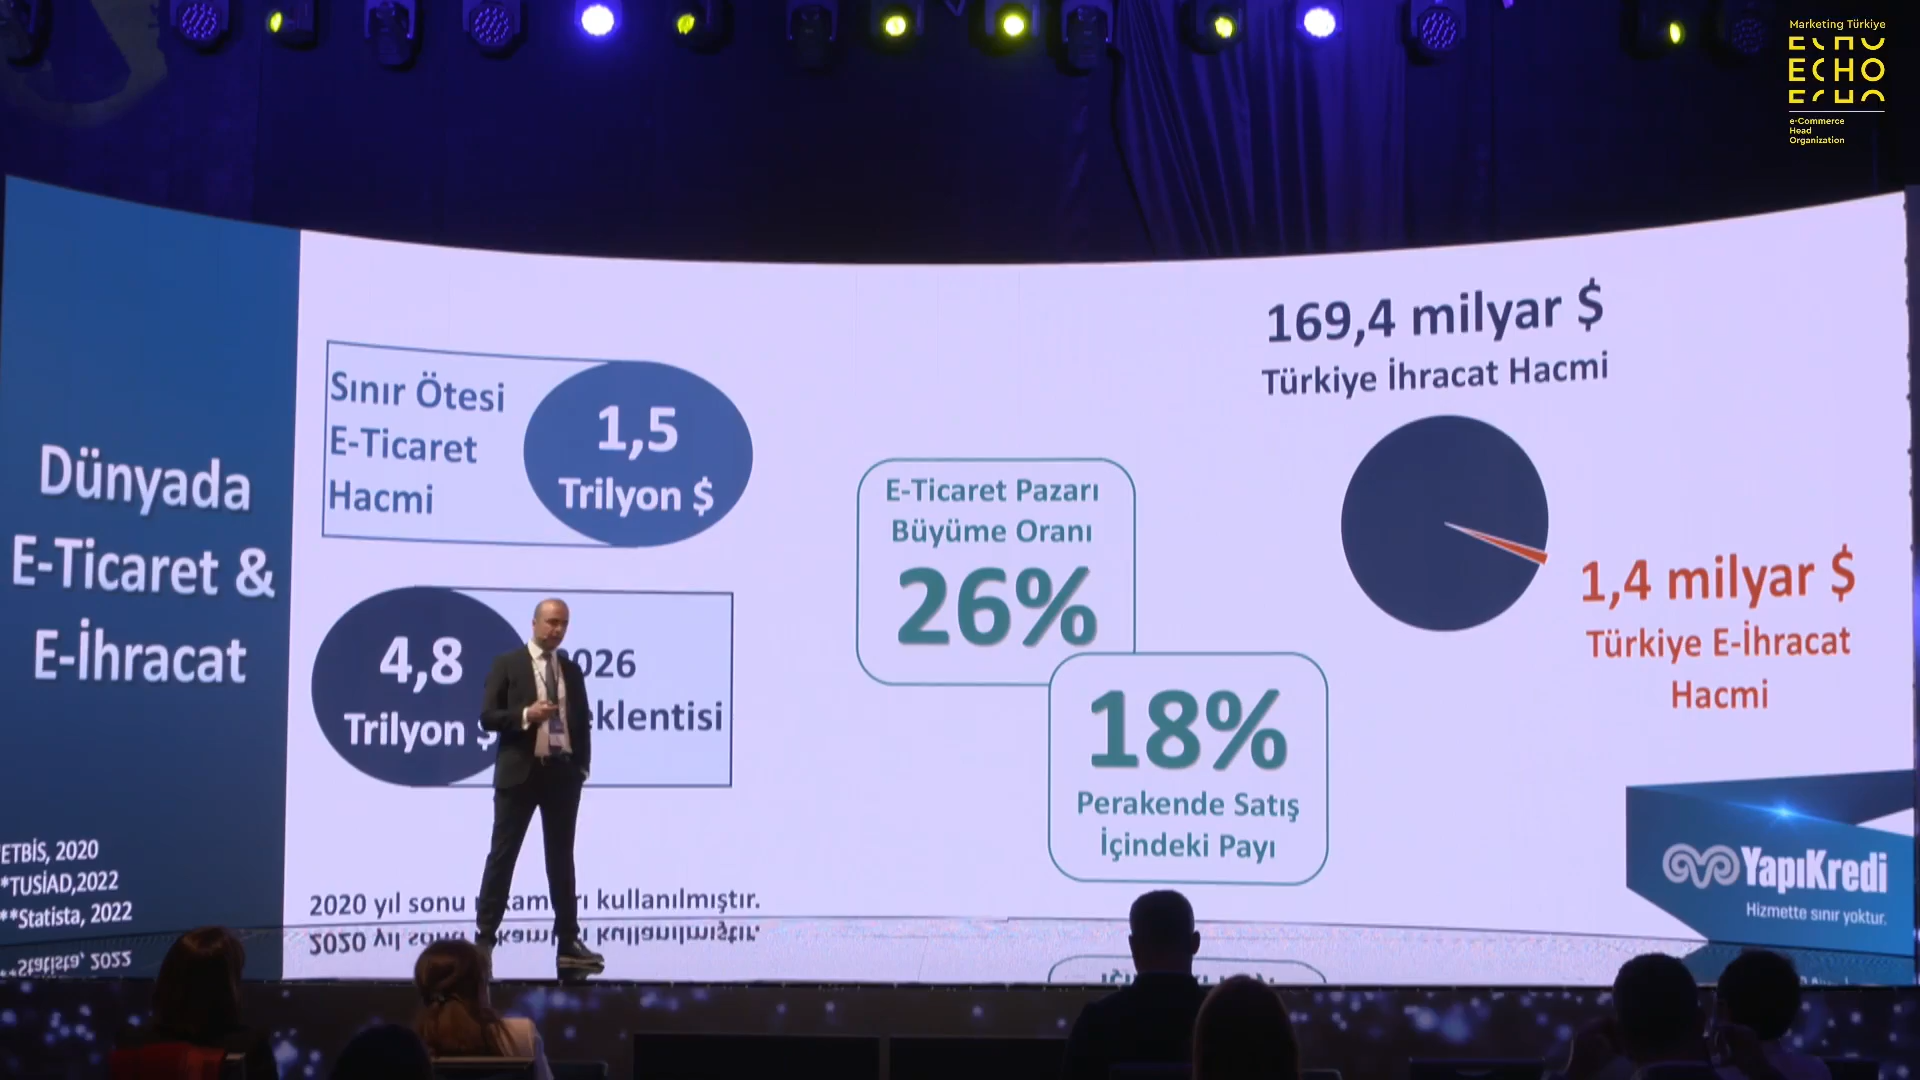 Marketing Türkiye
ECHO
ECHO
ECHO
e-Commerce
Head
Organization
Dünyada
E-Ticaret &
E-İhracat
ETBİS, 2020
*TUSİAD,2022
**Statista, 2022
Sınır Ötesi
E-Ticaret
Hacmi
1,5
Trilyon $
4,8
Trilyon $
2020 yıl sonu kullanılmıştır.
E-Ticaret Pazarı
Büyüme Oranı
26%
18%
Perakende Satış
İçindeki Payı
169,4 milyar $
Türkiye İhracat Hacmi
1,4 milyar $
Türkiye E-İhracat
Hacmi
YapıKredi
Hizmette sınır yoktur.